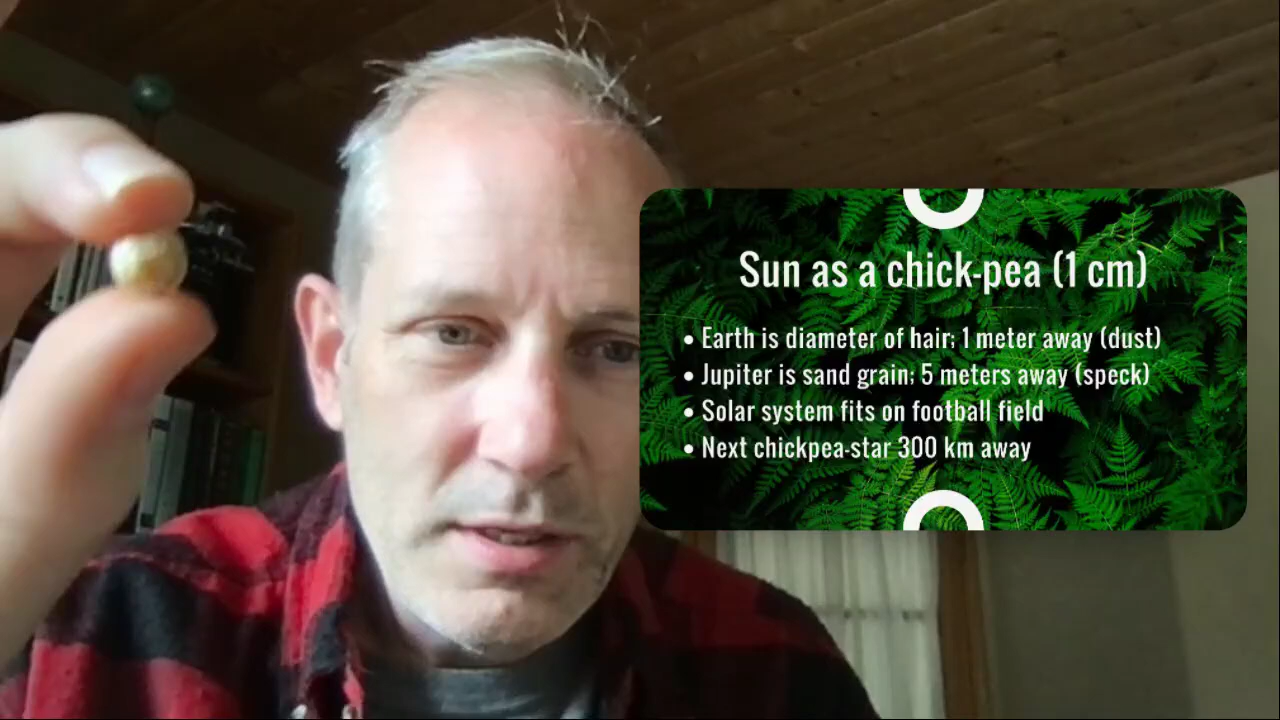 Sun as a chick-pea (1 cm)
• Earth is diameter of hair; 1 meter away (dust)
• Jupiter is sand grain; 5 meters away (speck)
• Solar system fits on football field
• Next chickpea-star 300 km away